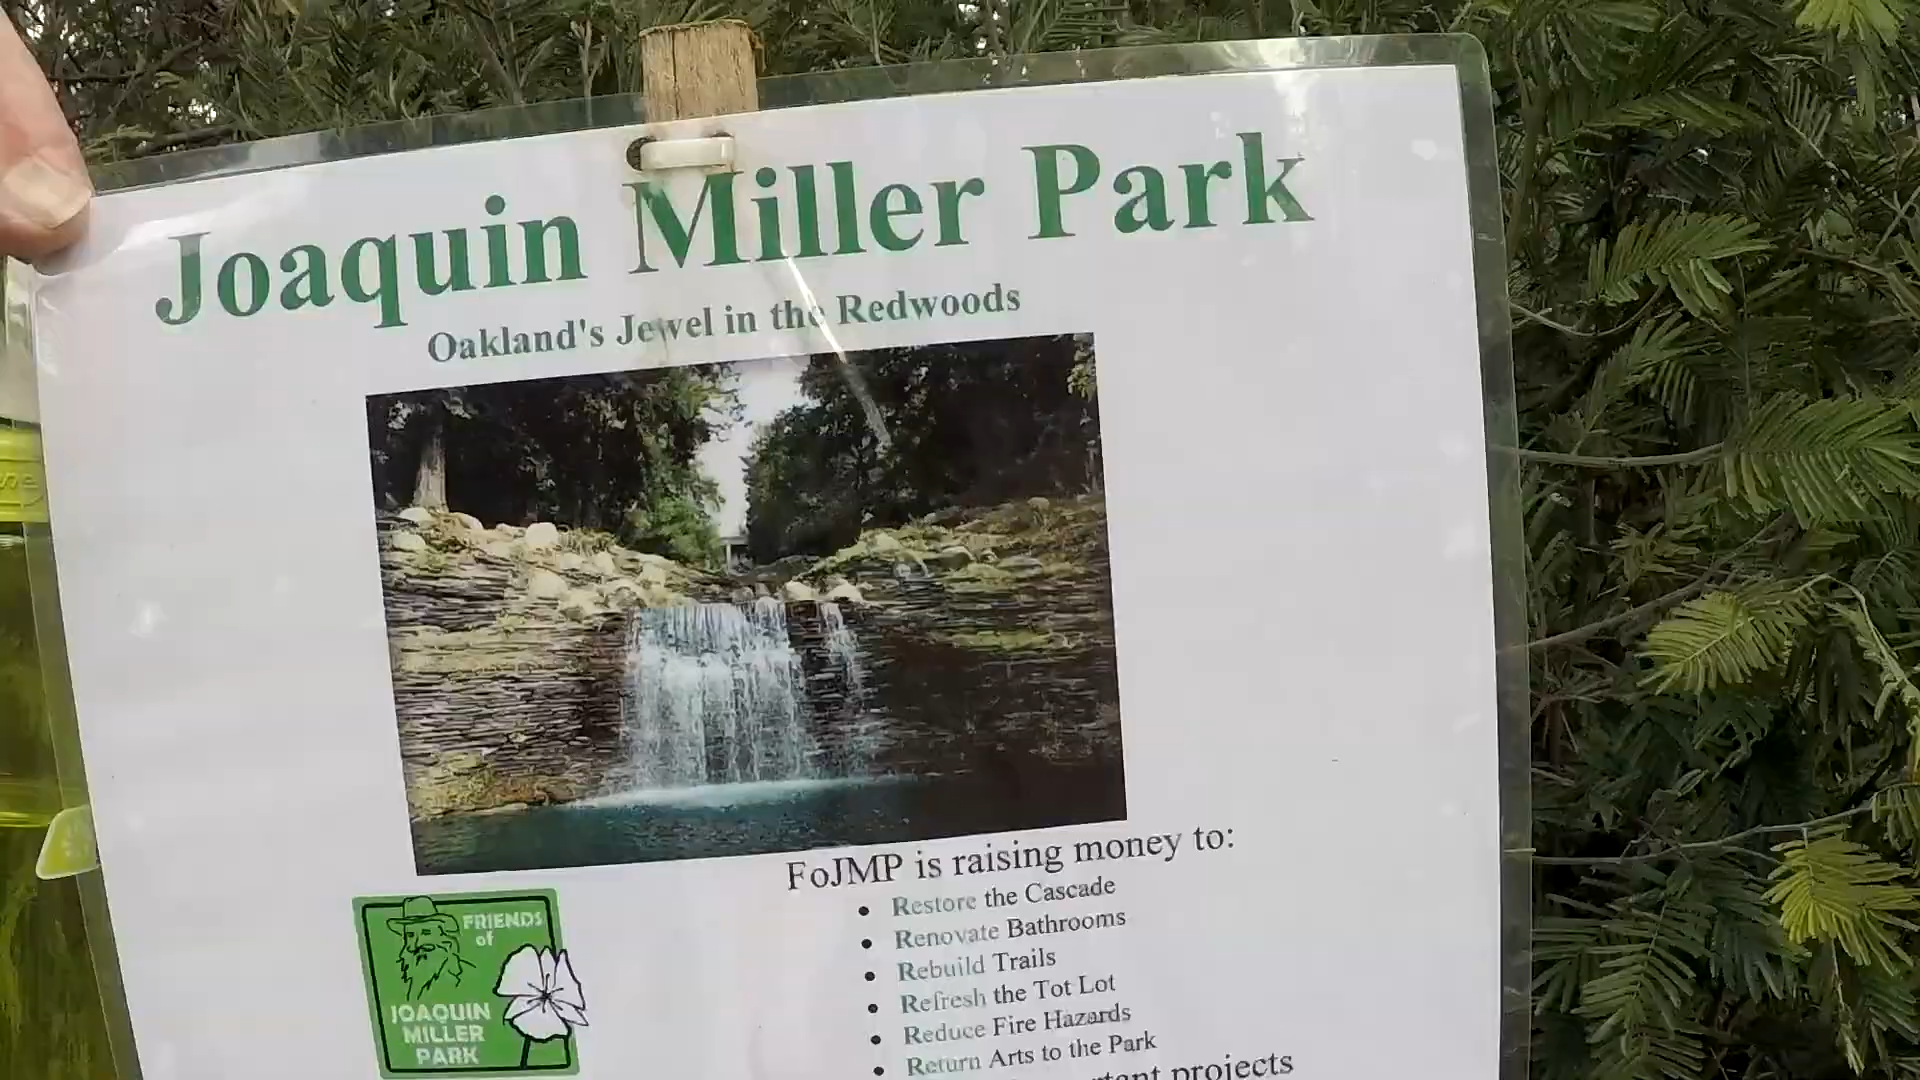 Joaquin Miller Park
Oakland's Jewel in the Redwoods
FoJMP is raising money to:
• Restore the Cascade
• Renovate Bathrooms
• Rebuild Trails
• Refresh the Tot Lot
• Reduce Fire Hazards
• Return Arts to the Park
projects
FRIENDS
of
JOAQUIN
MILLER
PARK